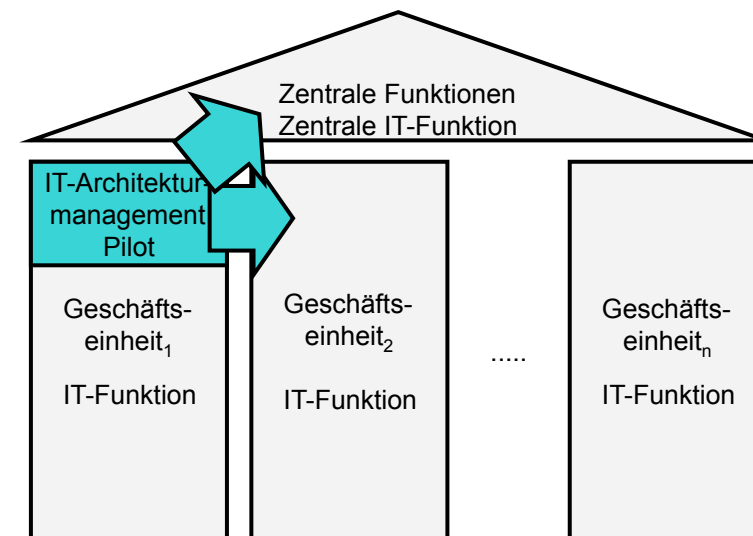 Zentrale Funktionen
Zentrale IT-Funktion
IT-Architektur-
management
Pilot
Geschäfts-
einheit₁
IT-Funktion
Geschäfts-
einheit₂
IT-Funktion
.....
Geschäfts-
einheitₙ
IT-Funktion